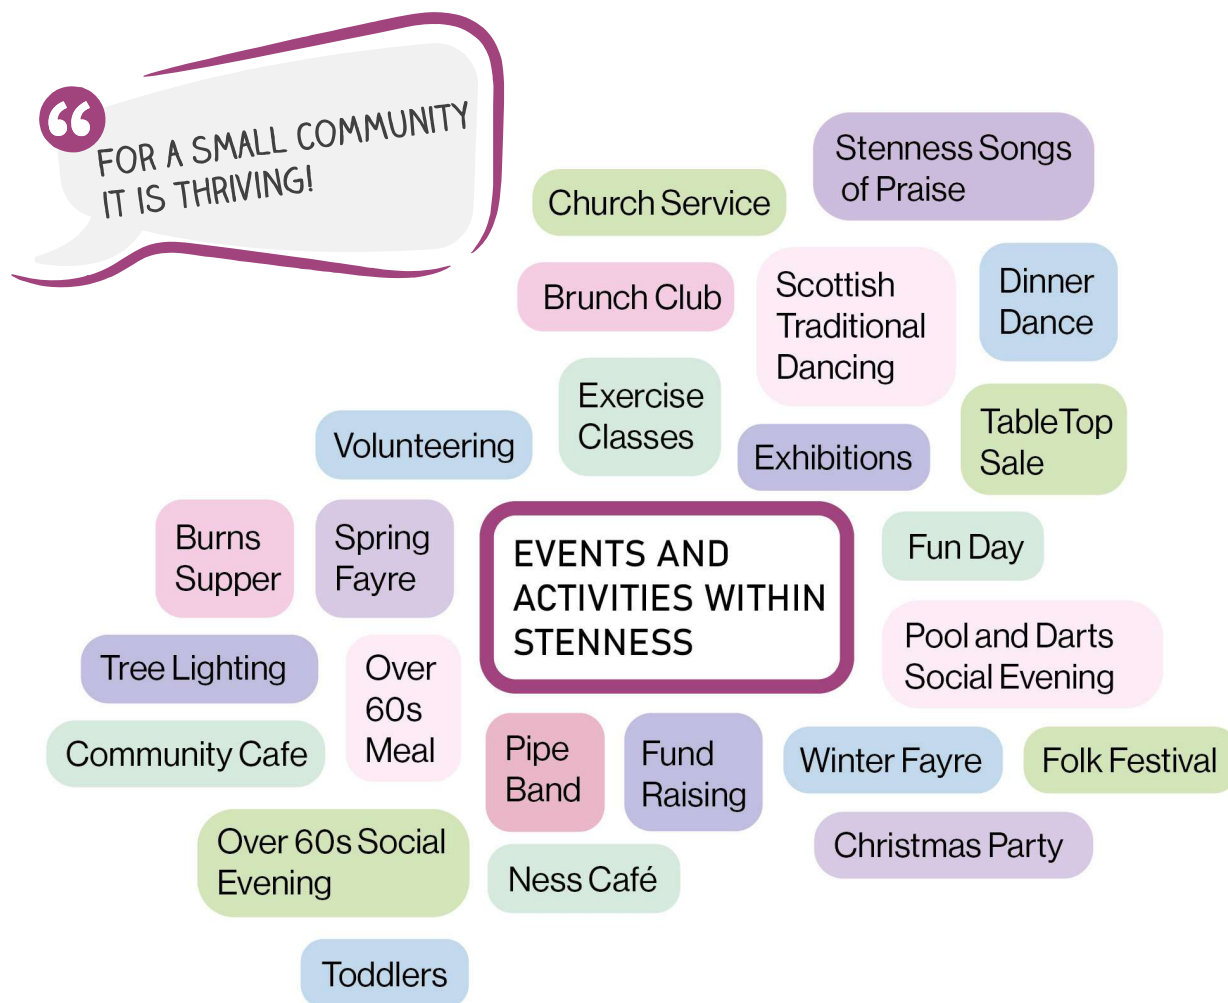 “
FOR A SMALL COMMUNITY
IT IS THRIVING!
Stenness Songs
of Praise
Church Service
Brunch Club
Scottish
Traditional
Dancing
Dinner
Dance
Exercise
Classes
Volunteering
Exhibitions
TableTop
Sale
Burns
Supper
Spring
Fayre
EVENTS AND
ACTIVITIES WITHIN
STENNESS
Fun Day
Pool and Darts
Social Evening
Tree Lighting
Over
60s
Meal
Community Cafe
Pipe
Band
Fund
Raising
Winter Fayre
Folk Festival
Over 60s Social
Evening
Ness Café
Christmas Party
Toddlers